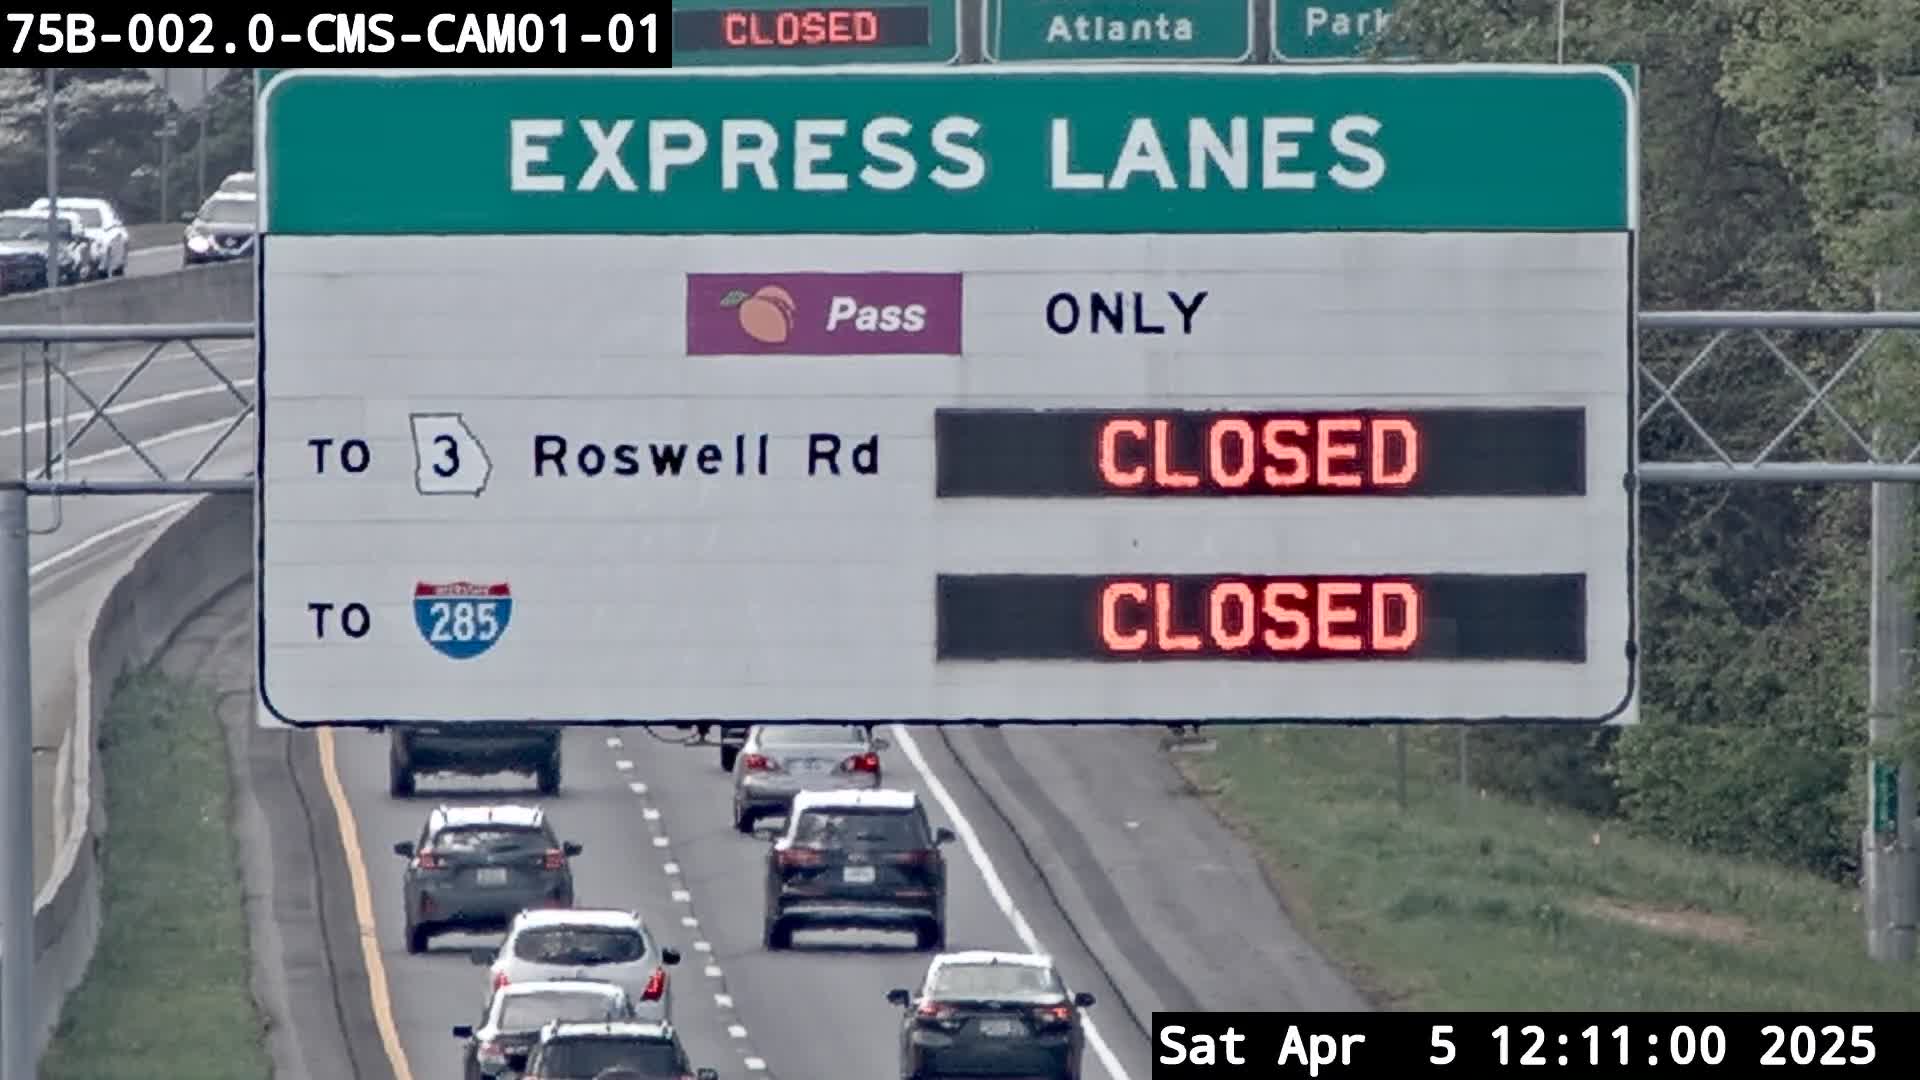 75B-002.0-CMS-CAM01-01
CLOSED
Atlanta
Park
EXPRESS LANES
Pass ONLY
TO 3 Roswell Rd CLOSED
TO INTERSTATE 285 CLOSED
Sat Apr 5 12:11:00 2025